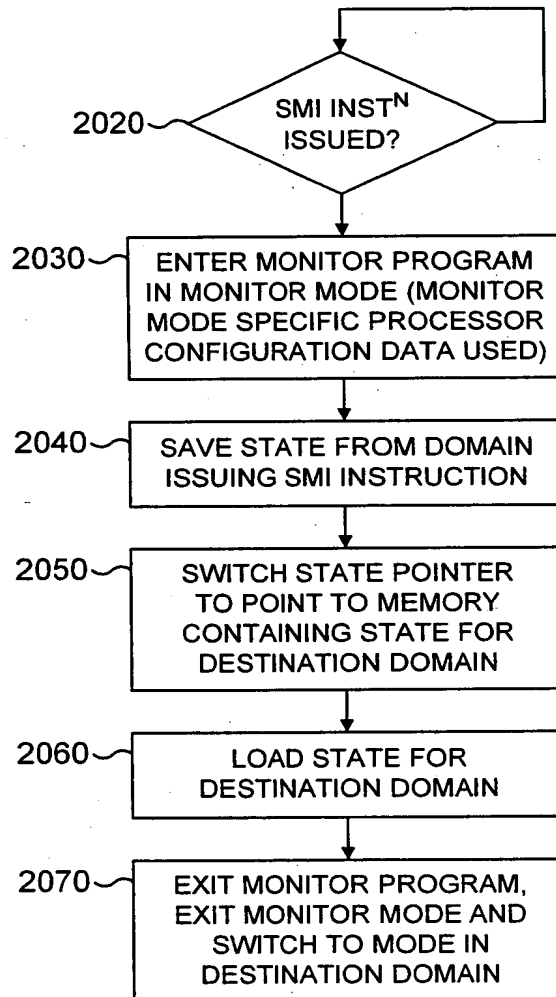 2020
SMI INSTᴺ
ISSUED?
2030
ENTER MONITOR PROGRAM
IN MONITOR MODE (MONITOR
MODE SPECIFIC PROCESSOR
CONFIGURATION DATA USED)
2040
SAVE STATE FROM DOMAIN
ISSUING SMI INSTRUCTION
2050
SWITCH STATE POINTER
TO POINT TO MEMORY
CONTAINING STATE FOR
DESTINATION DOMAIN
2060
LOAD STATE FOR
DESTINATION DOMAIN
2070
EXIT MONITOR PROGRAM,
EXIT MONITOR MODE AND
SWITCH TO MODE IN
DESTINATION DOMAIN